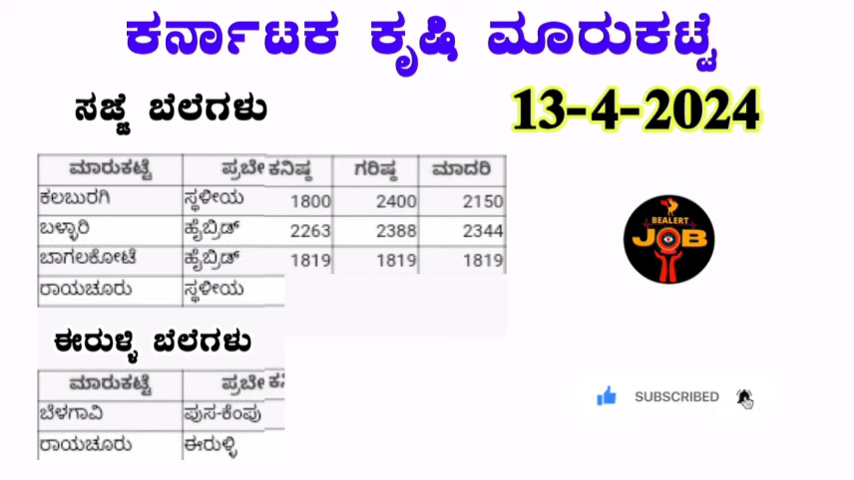 ಕರ್ನಾಟಕ ಕೃಷಿ ಮಾರುಕಟ್ಟೆ
ಸಜ್ಜೆ ಬೆಲೆಗಳು
13-4-2024
ಮಾರುಕಟ್ಟೆ ಪ್ರಬೇ ಕನಿಷ್ಠ ಗರಿಷ್ಠ ಮಾದರಿ
ಕಲಬುರಗಿ ಸ್ಥಳೀಯ 1800 2400 2150
ಬಳ್ಳಾರಿ ಹೈಬ್ರಿಡ್ 2263 2388 2344
ಬಾಗಲಕೋಟೆ ಹೈಬ್ರಿಡ್ 1819 1819 1819
ರಾಯಚೂರು ಸ್ಥಳೀಯ
BEALERT
JOB
ಈರುಳ್ಳಿ ಬೆಲೆಗಳು
ಮಾರುಕಟ್ಟೆ ಪ್ರಬೇ
ಬೆಳಗಾವಿ ಪುಸ-ಕೆಂಪು
ರಾಯಚೂರು ಈರುಳ್ಳಿ
SUBSCRIBED